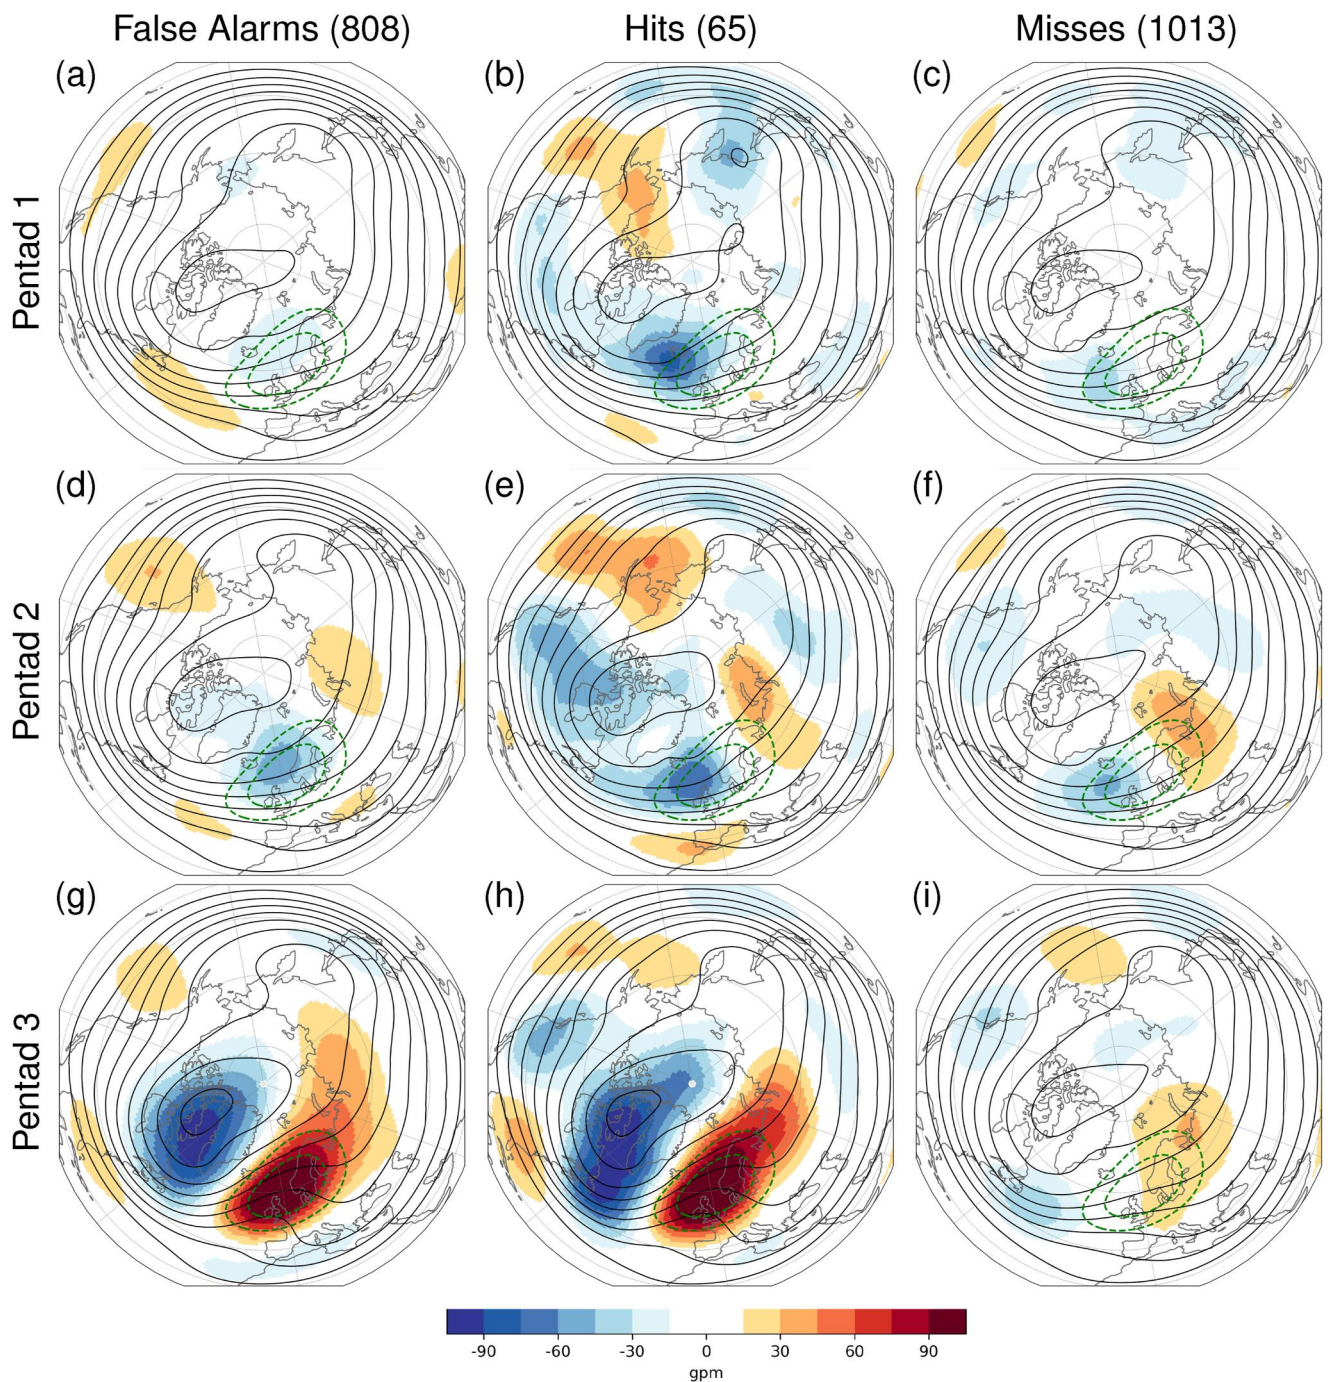 False Alarms (808) Hits (65) Misses (1013)
(a) (b) (c)
Pentad 1
(d) (e) (f)
Pentad 2
(g) (h) (i)
Pentad 3
-90 -60 -30 0 30 60 90
gpm